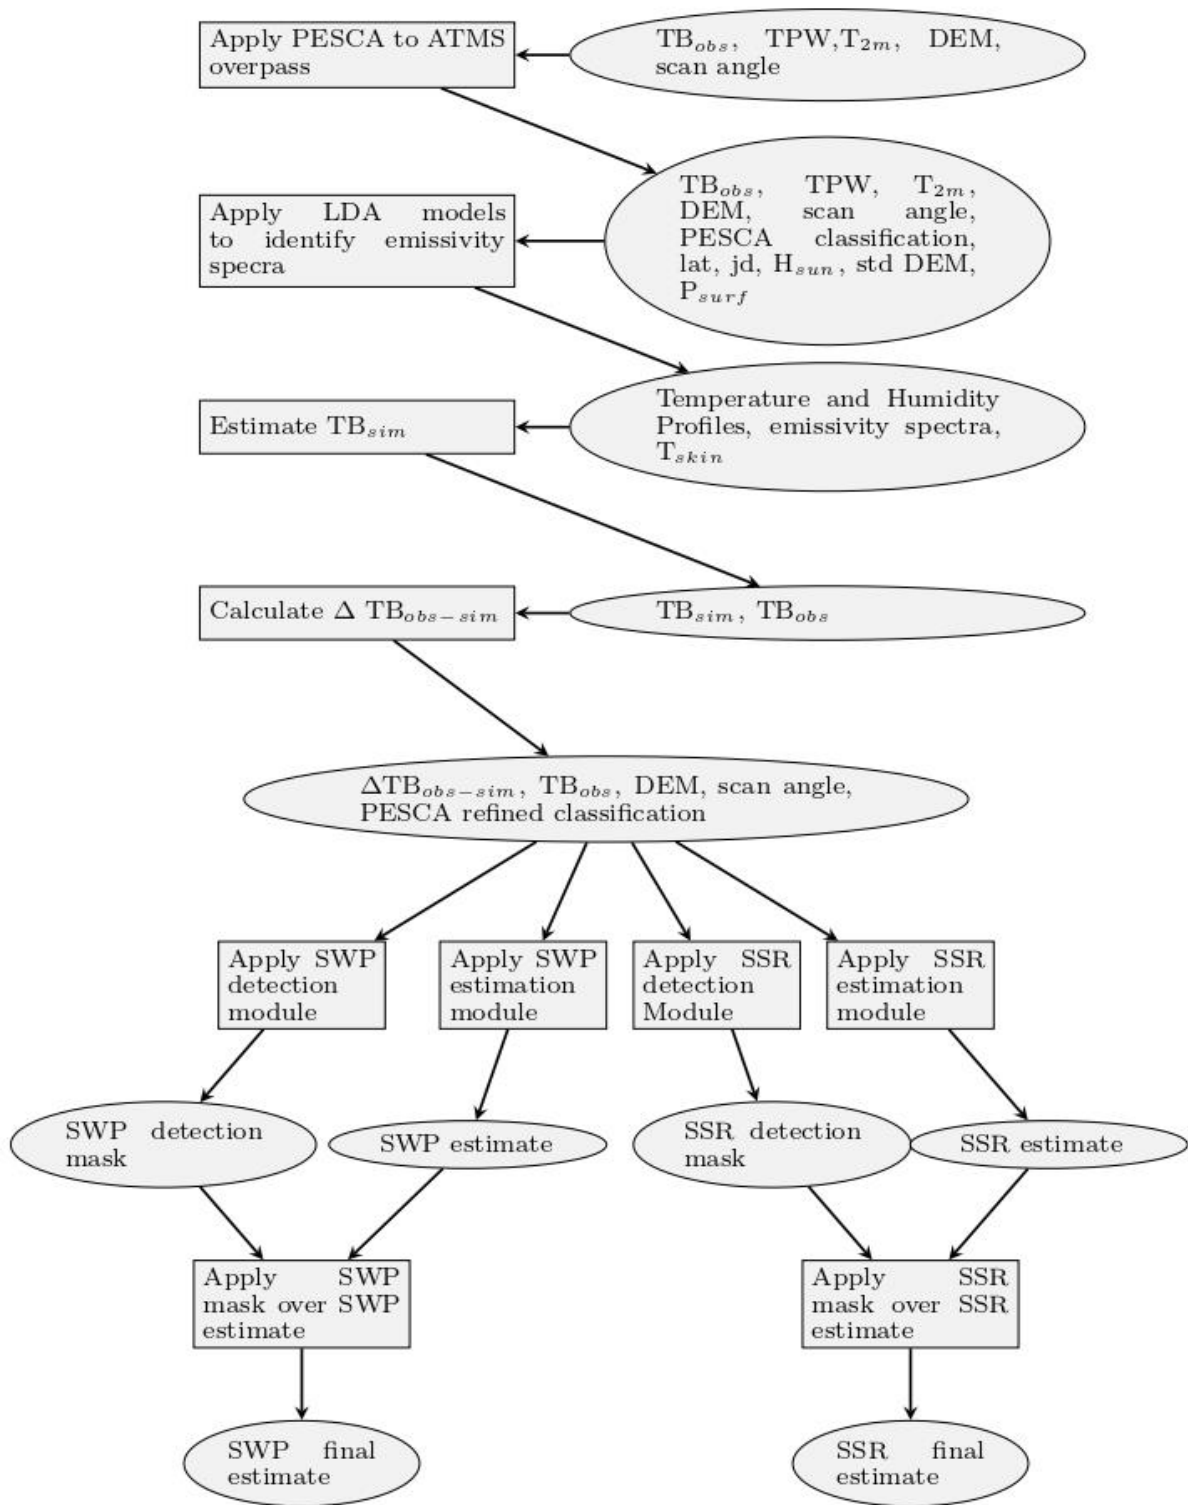 Apply PESCA to ATMS
overpass
TB_obs, TPW,T_2m, DEM,
scan angle
TB_obs, TPW, T_2m,
DEM, scan angle,
PESCA classification,
lat, jd, H_sun, std DEM,
P_surf
Apply LDA models
to identify emissivity
specra
Temperature and Humidity
Profiles, emissivity spectra,
T_skin
Estimate TB_sim
Calculate Δ TB_obs−sim
TB_sim, TB_obs
ΔTB_obs−sim, TB_obs, DEM, scan angle,
PESCA refined classification
Apply SWP
detection
module
Apply SWP
estimation
module
Apply SSR
detection
Module
Apply SSR
estimation
module
SWP detection
mask
SWP estimate
SSR detection
mask
SSR estimate
Apply SWP
mask over SWP
estimate
Apply SSR
mask over SSR
estimate
SWP final
estimate
SSR final
estimate